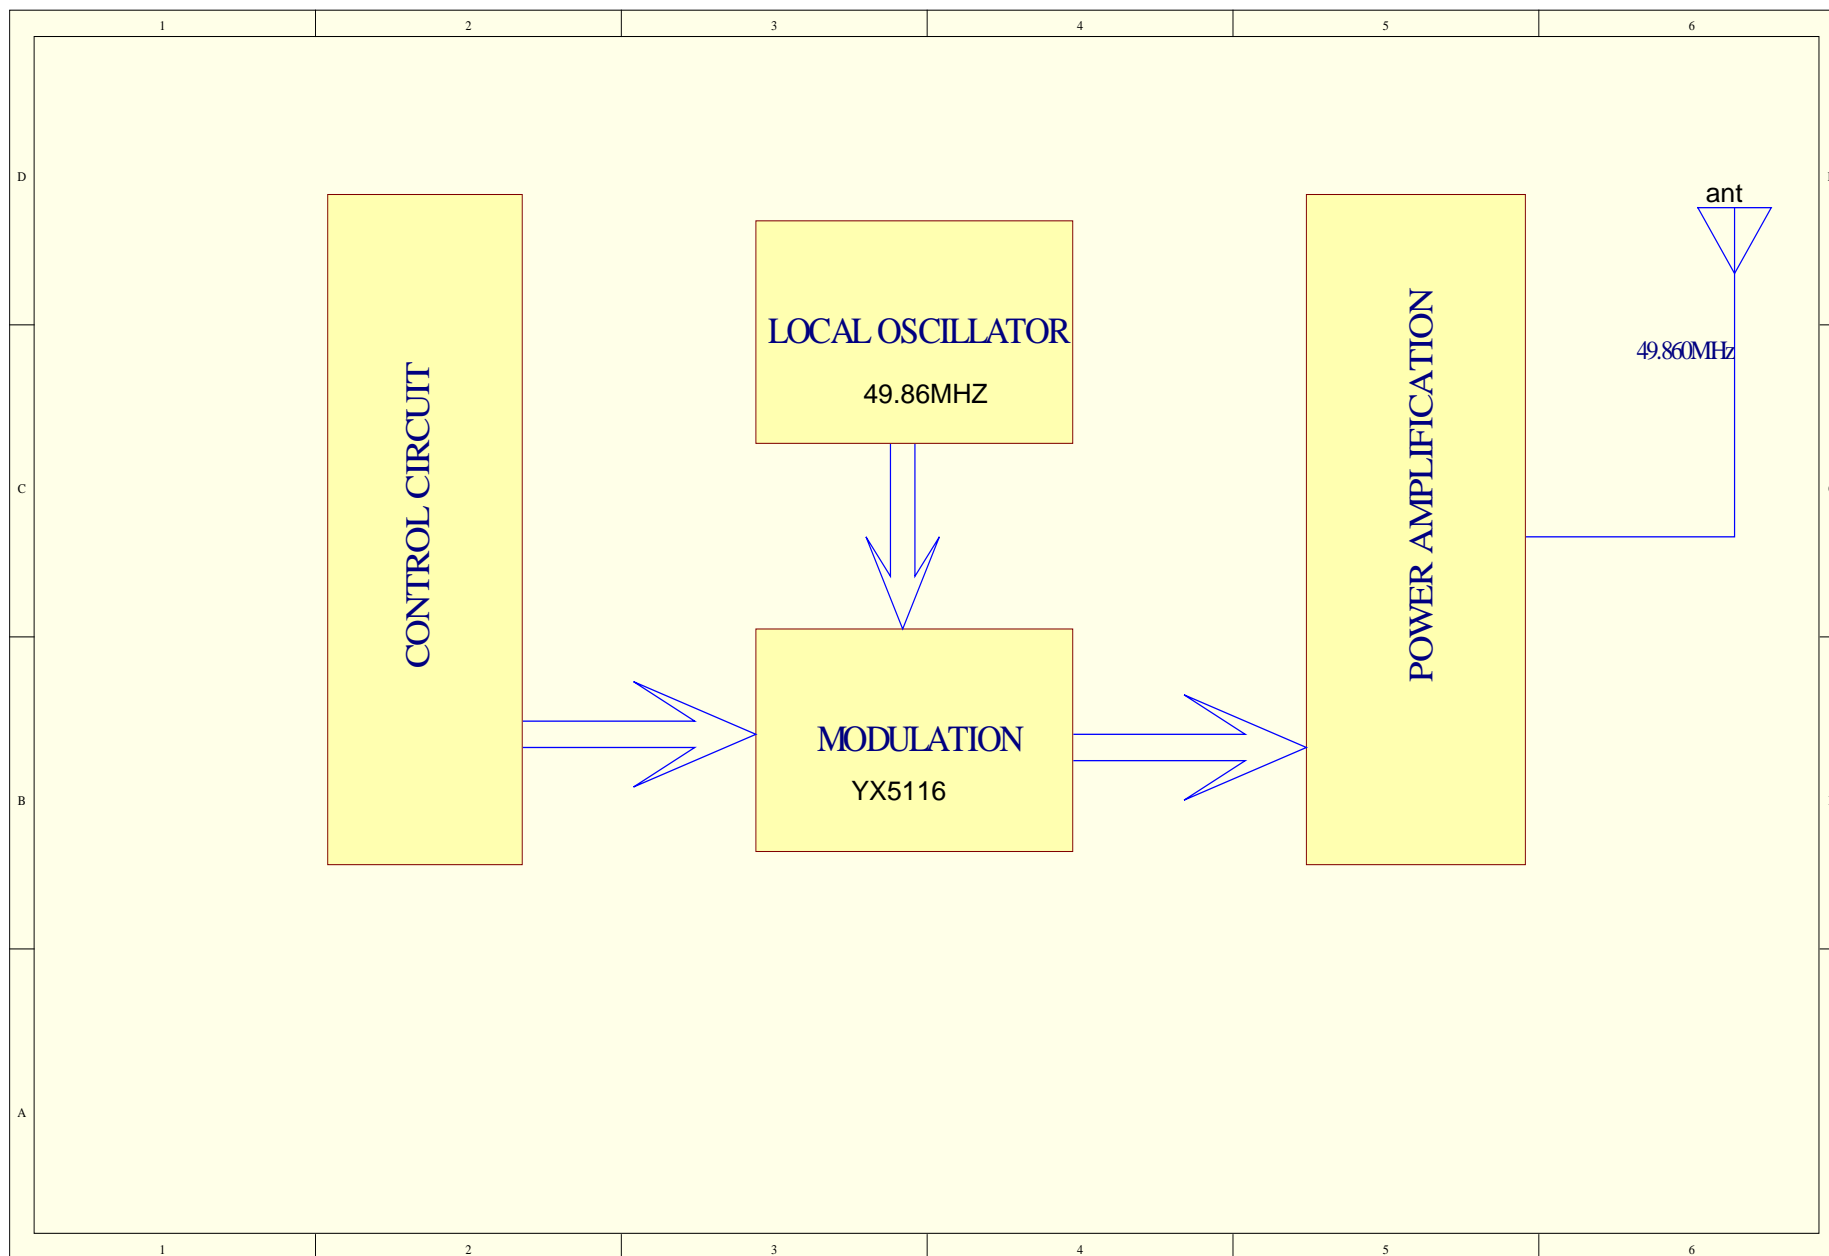 1 2 3 4 5 6
D
ant
LOCAL OSCILLATOR
49.86MHZ
49.860MHz
CONTROL CIRCUIT
POWER AMPLIFICATION
C
MODULATION
YX5116
B
A
1 2 3 4 5 6